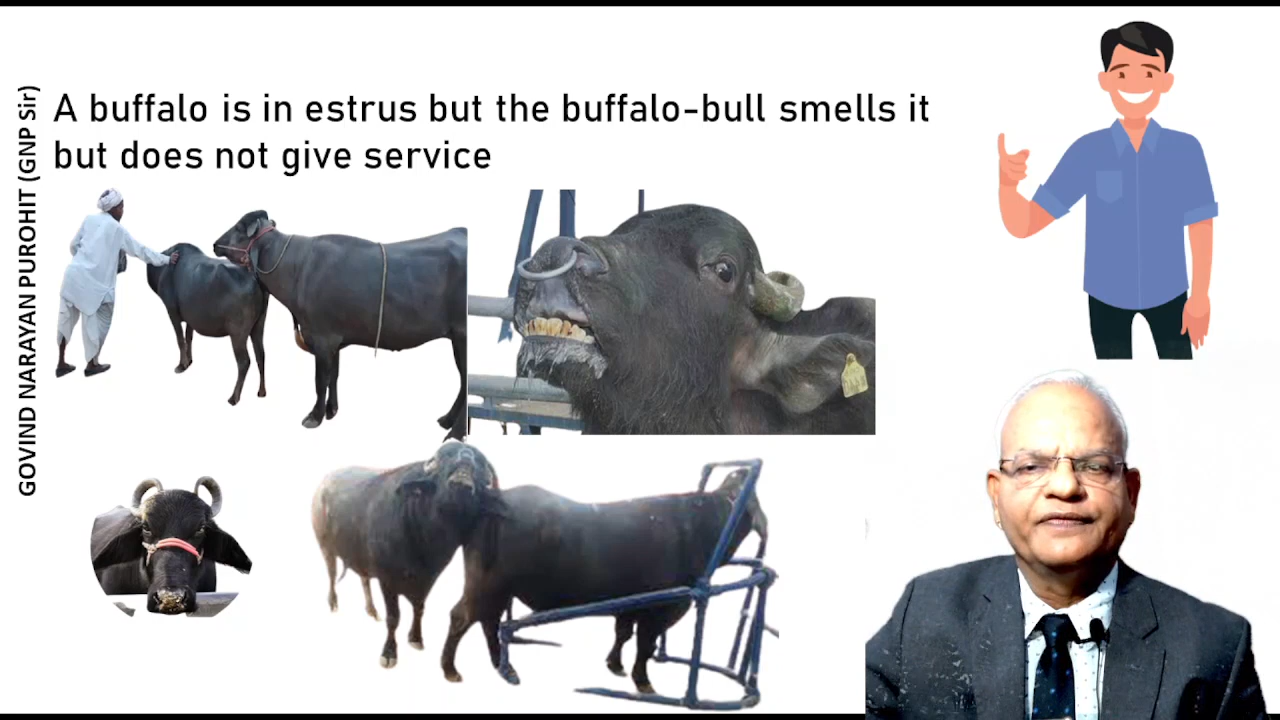 A buffalo is in estrus but the buffalo-bull smells it
but does not give service
GOVIND NARAYAN PUROHIT (GNP Sir)